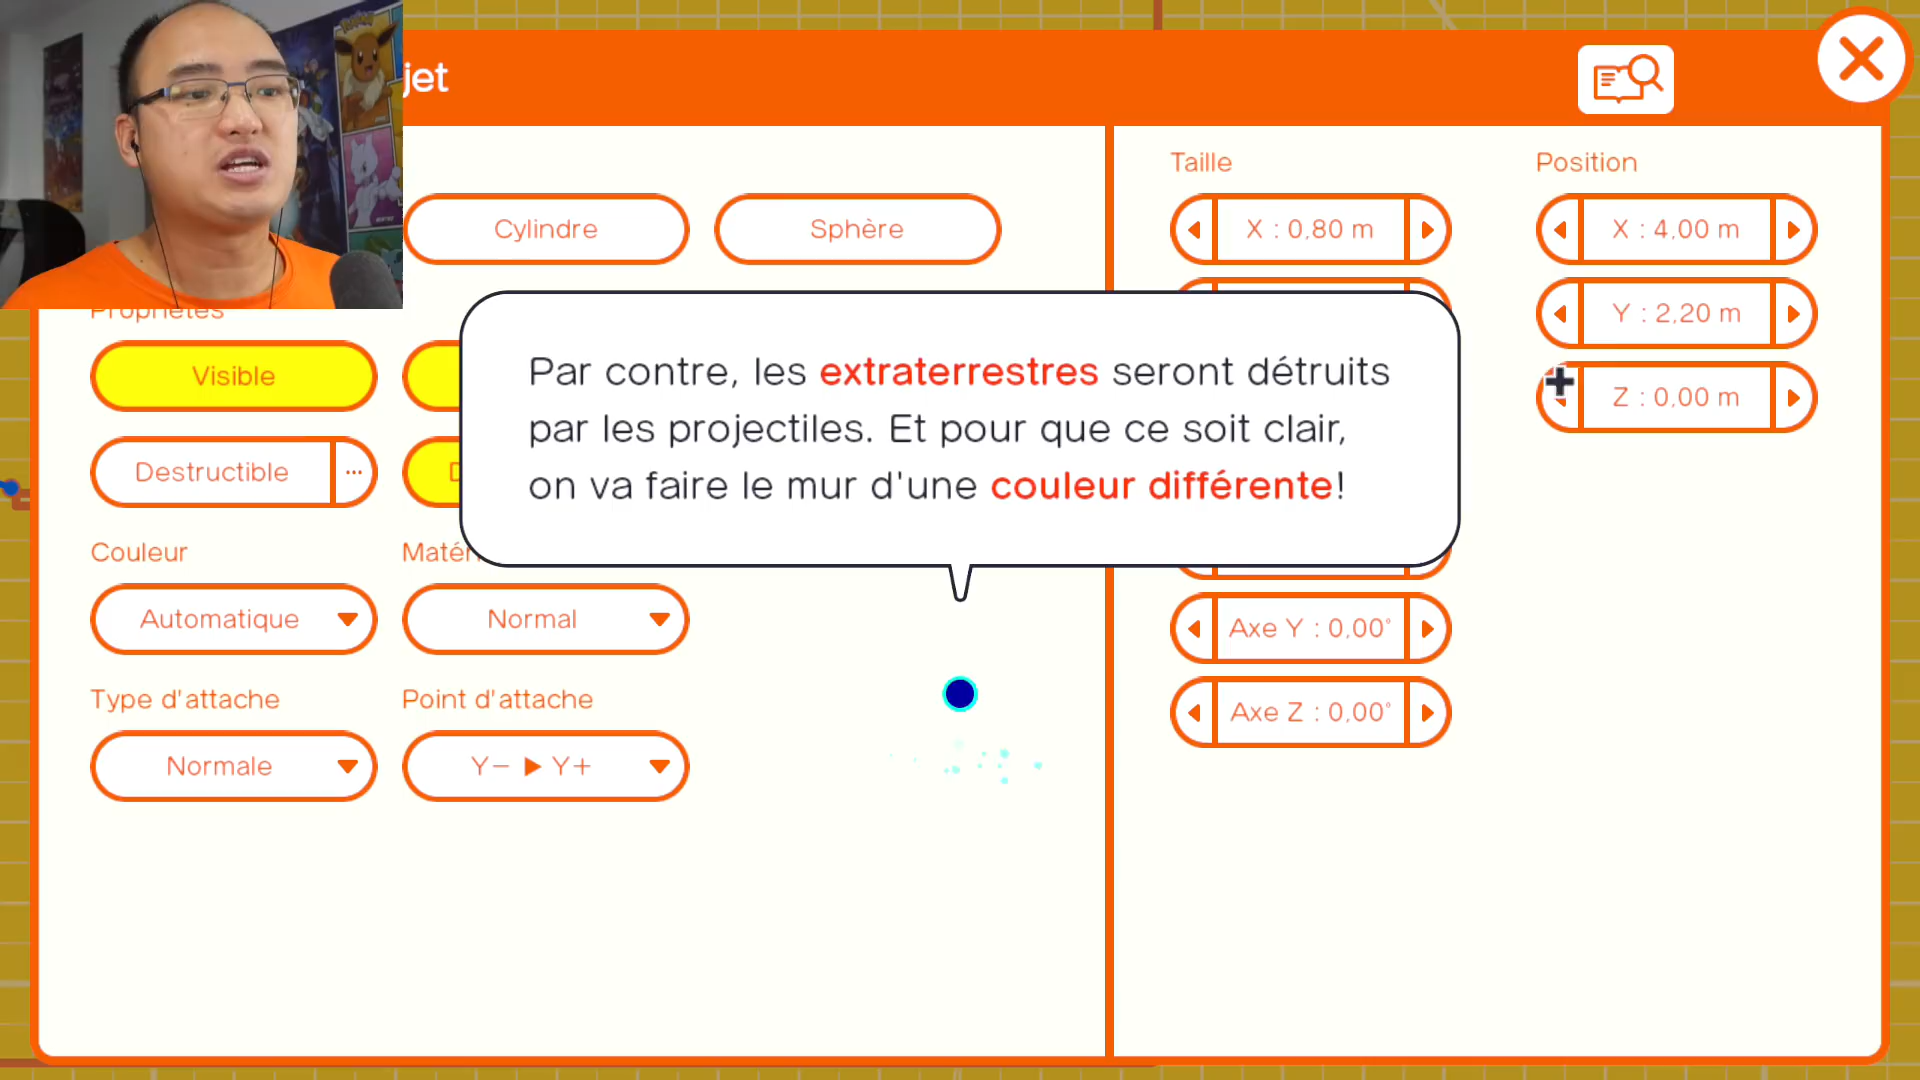 jet
Taille
Position
Cylindre
Sphère
X : 0,80 m
X : 4,00 m
Y : 2,20 m
Propriétés
Visible
Z : 0,00 m
Par contre, les extraterrestres seront détruits
par les projectiles. Et pour que ce soit clair,
on va faire le mur d'une couleur différente!
Destructible
...
D
Couleur
Matér
Automatique
Normal
Axe Y : 0,00°
Type d'attache
Point d'attache
Axe Z : 0,00°
Normale
Y− ▶ Y+